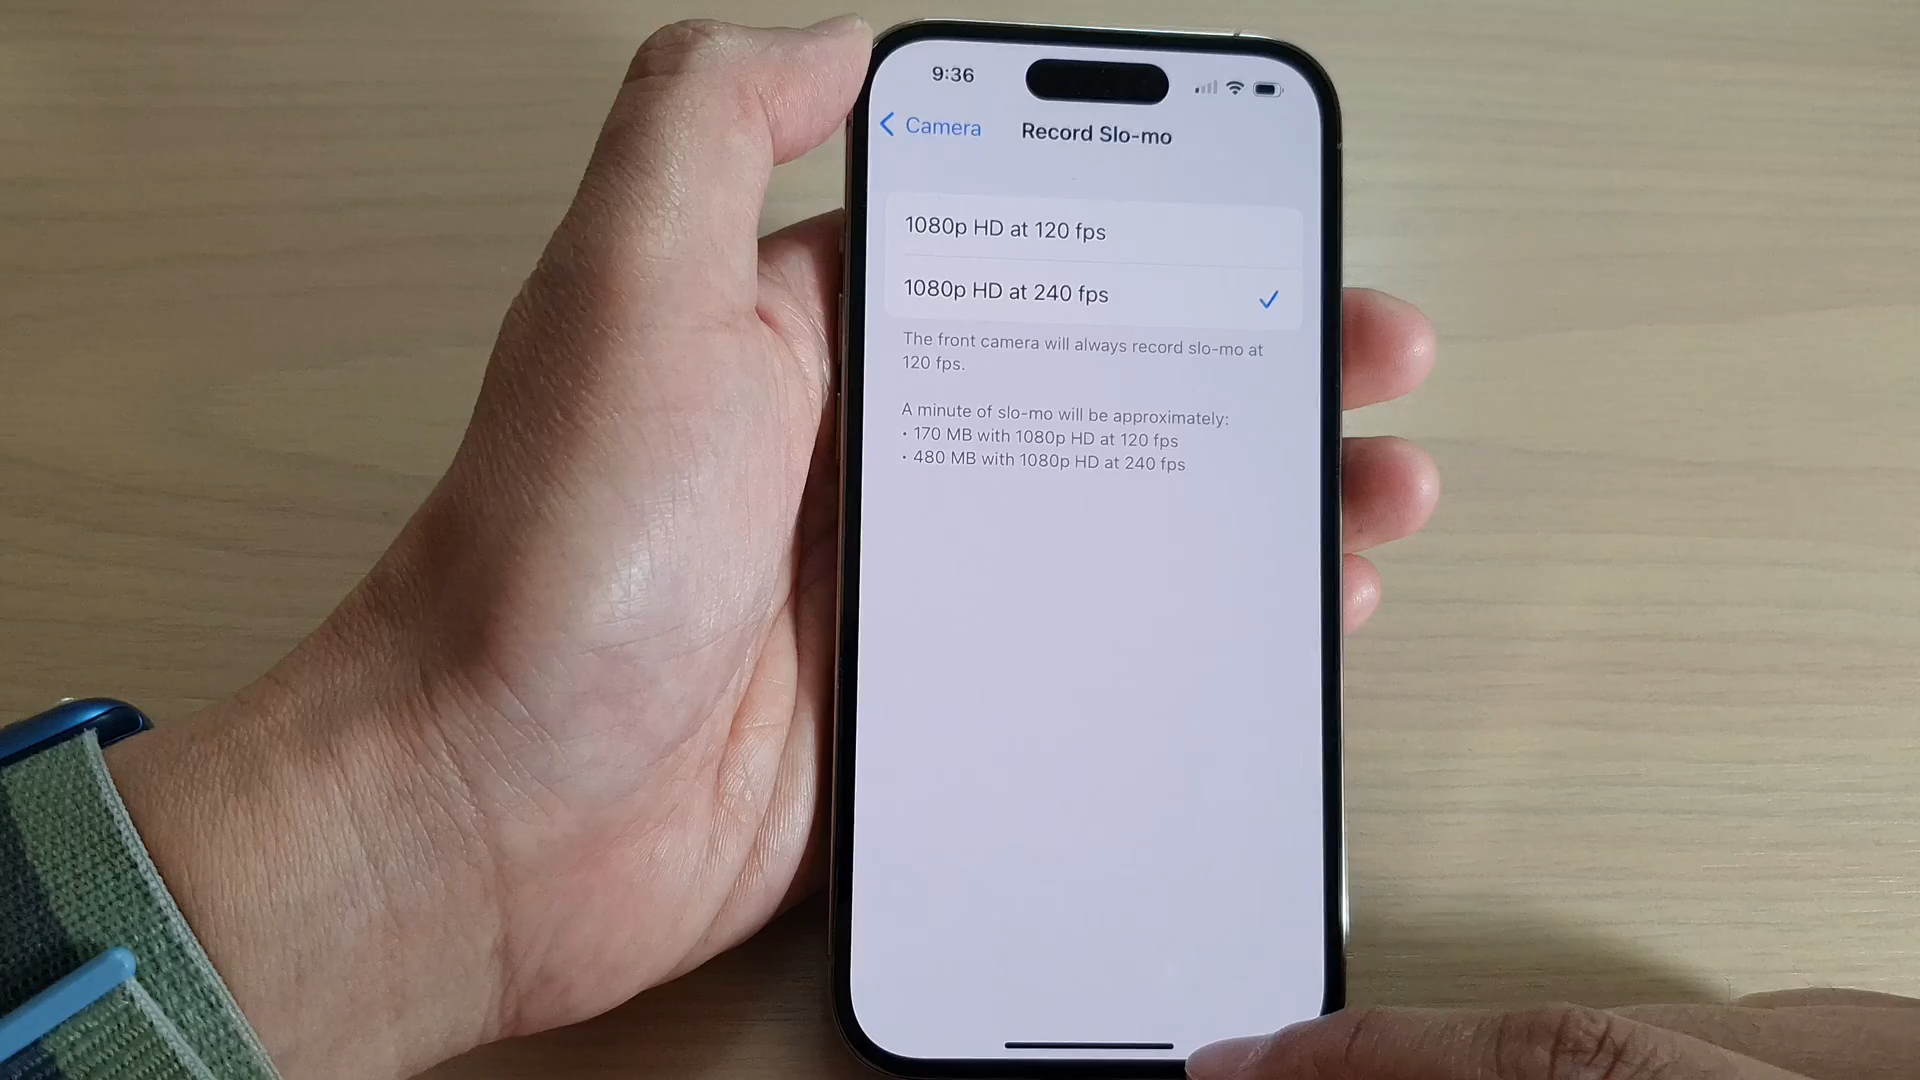 9:36
Camera
Record Slo-mo
1080p HD at 120 fps
1080p HD at 240 fps
The front camera will always record slo-mo at
120 fps.
A minute of slo-mo will be approximately:
• 170 MB with 1080p HD at 120 fps
• 480 MB with 1080p HD at 240 fps